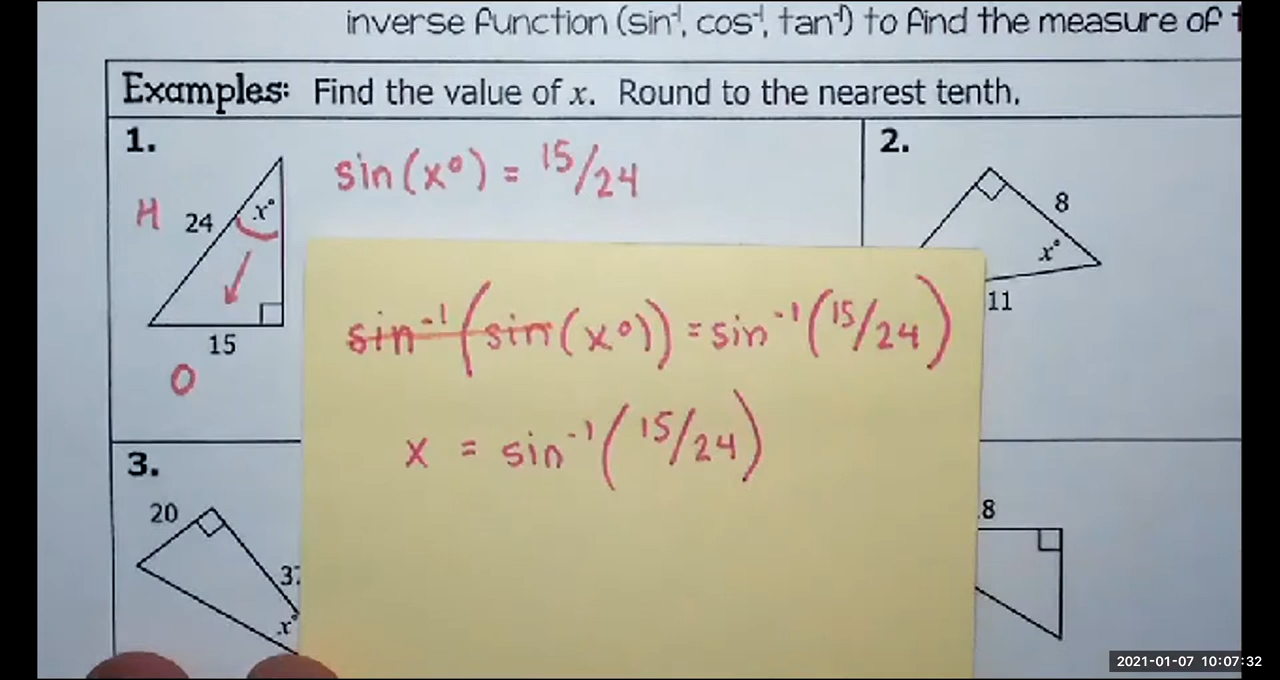 inverse function (sin⁻¹, cos⁻¹, tan⁻¹) to find the measure of
Examples: Find the value of x. Round to the nearest tenth.
1.
sin(x°) = 15/24
H
24
x°
15
O
2.
8
x°
11
sin⁻¹(sin(x°)) = sin⁻¹(15/24)
x = sin⁻¹(15/24)
3.
20
x°
8
2021-01-07 10:07:32